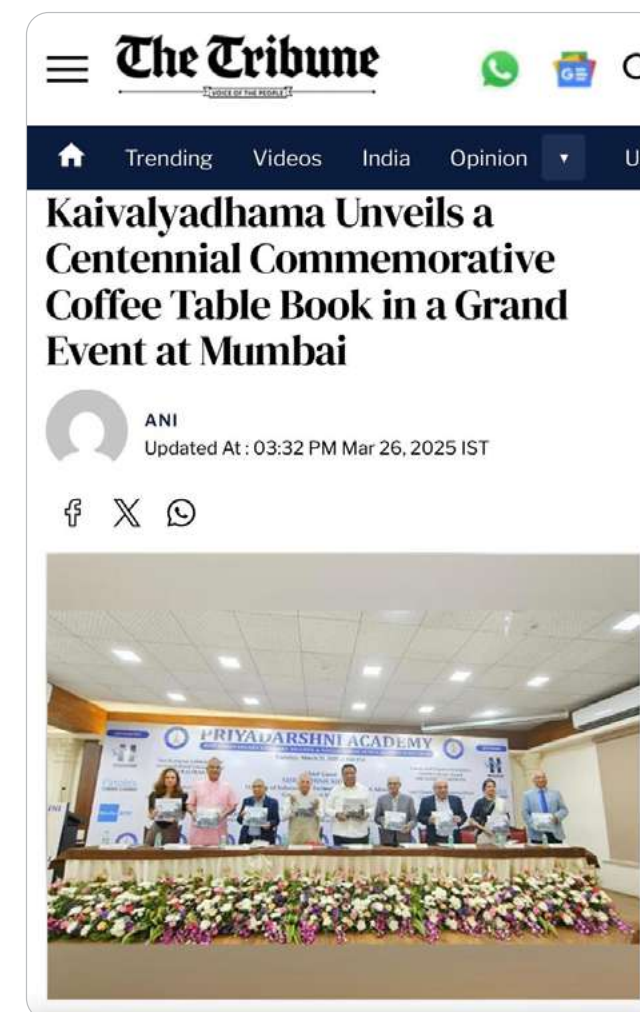 The Tribune
VOICE OF THE PEOPLE
Trending Videos India Opinion ▼ U
Kaivalyadhama Unveils a
Centennial Commemorative
Coffee Table Book in a Grand
Event at Mumbai
ANI
Updated At : 03:32 PM Mar 26, 2025 IST
PRIYADARSHNI ACADEMY